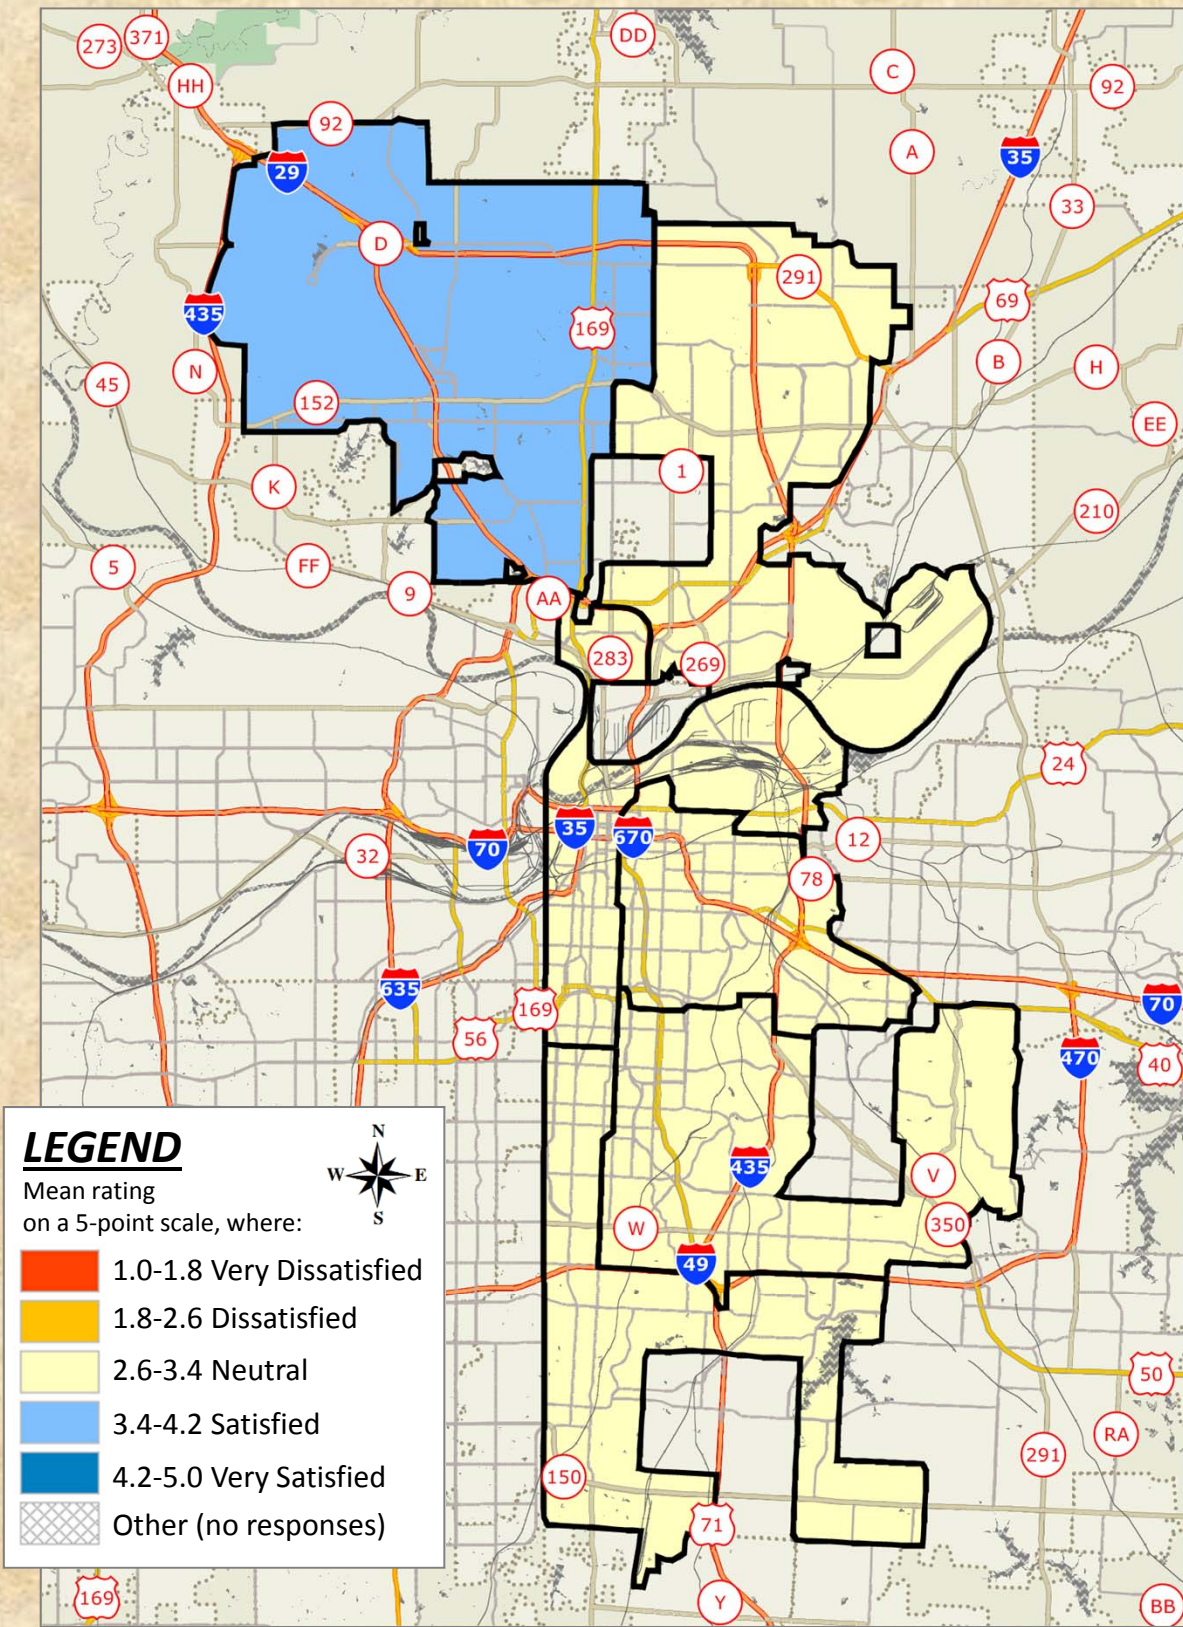 DD
371
273
C
HH
92
92
A
35
29
33
D
291
69
435
169
B
H
N
45
152
EE
1
K
210
5
FF
9
AA
283
269
24
35
670
12
70
32
78
635
169
70
56
470
40
435
V
350
W
49
50
RA
291
150
71
Y
169
BB
LEGEND
N
W E
S
Mean rating
on a 5-point scale, where:
1.0-1.8 Very Dissatisfied
1.8-2.6 Dissatisfied
2.6-3.4 Neutral
3.4-4.2 Satisfied
4.2-5.0 Very Satisfied
Other (no responses)